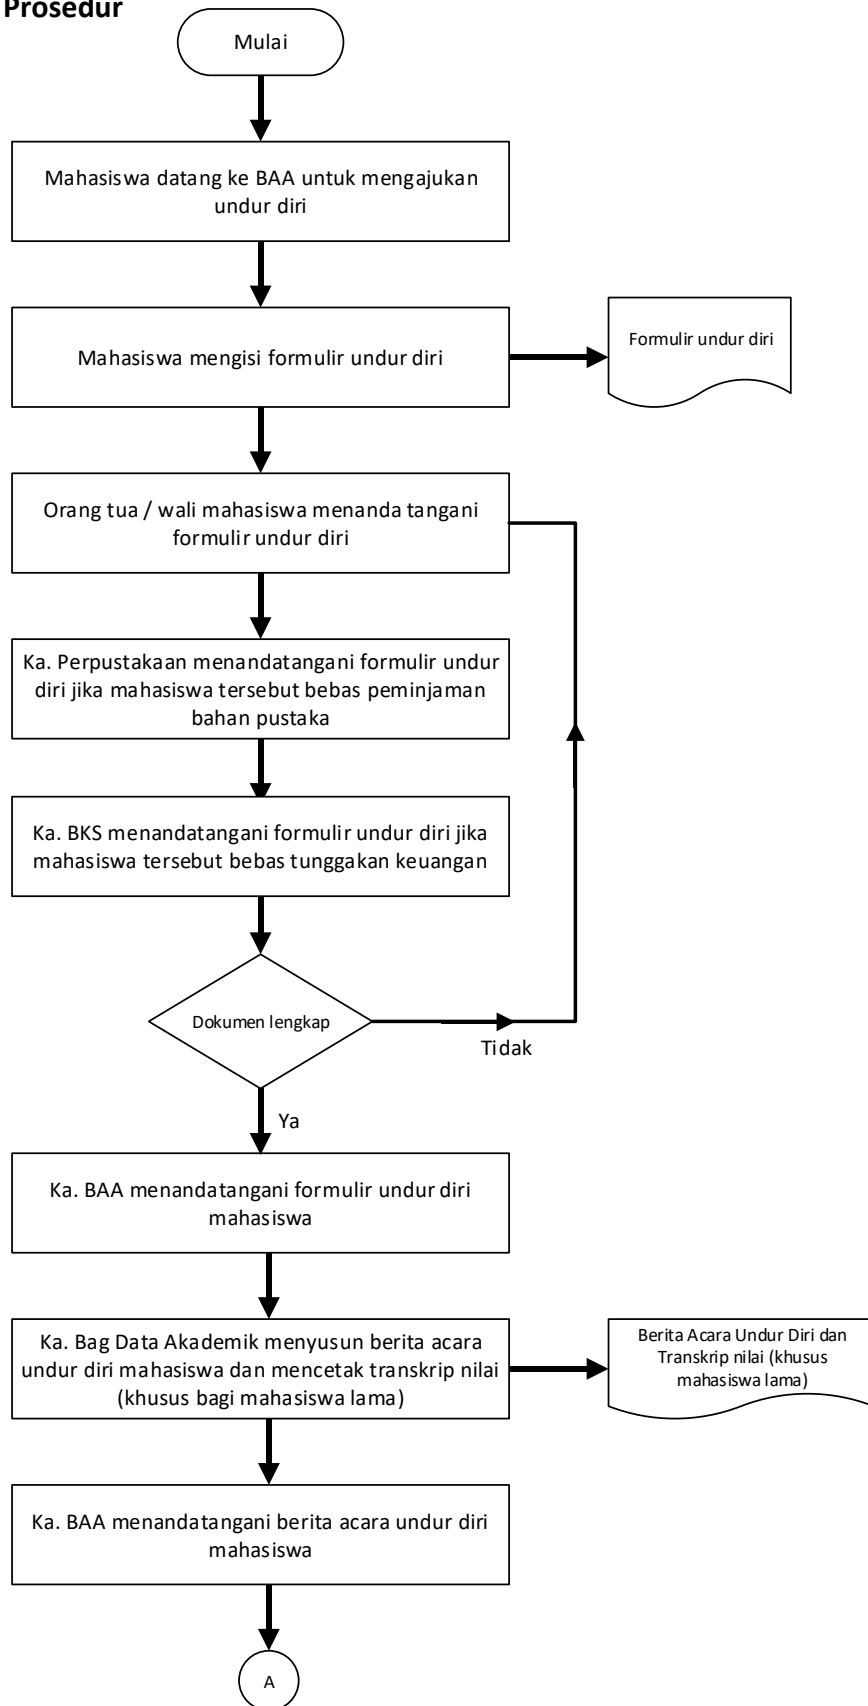 Prosedur
Mulai
Mahasiswa datang ke BAA untuk mengajukan
undur diri
Mahasiswa mengisi formulir undur diri
Formulir undur diri
Orang tua / wali mahasiswa menanda tangani
formulir undur diri
Ka. Perpustakaan menandatangani formulir undur
diri jika mahasiswa tersebut bebas peminjaman
bahan pustaka
Ka. BKS menandatangani formulir undur diri jika
mahasiswa tersebut bebas tunggakan keuangan
Dokumen lengkap
Tidak
Ya
Ka. BAA menandatangani formulir undur diri
mahasiswa
Ka. Bag Data Akademik menyusun berita acara
undur diri mahasiswa dan mencetak transkrip nilai
(khusus bagi mahasiswa lama)
Berita Acara Undur Diri dan
Transkrip nilai (khusus
mahasiswa lama)
Ka. BAA menandatangani berita acara undur diri
mahasiswa
A